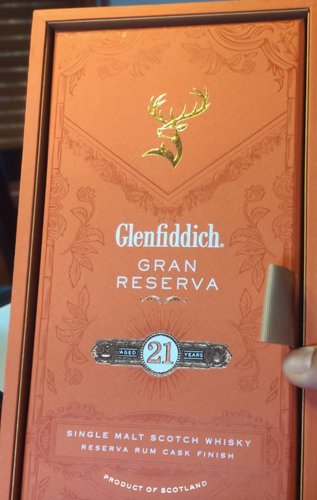 Glenfiddich®
GRAN
RESERVA
AGED 21 YEARS
SINGLE MALT SCOTCH WHISKY
RESERVA RUM CASK FINISH
PRODUCT OF SCOTLAND